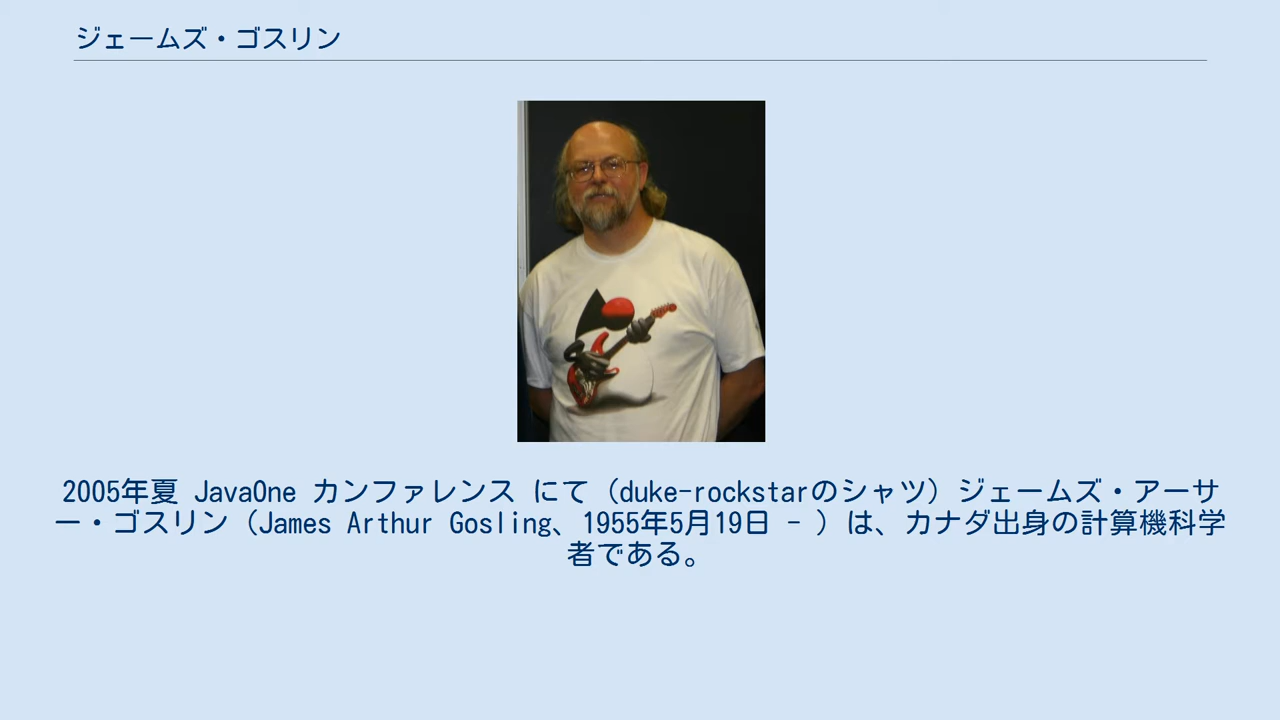 ジェームズ・ゴスリン
2005年夏 JavaOne カンファレンス にて（duke-rockstarのシャツ）ジェームズ・アーサ
ー・ゴスリン（James Arthur Gosling、1955年5月19日 - ）は、カナダ出身の計算機科学
者である。